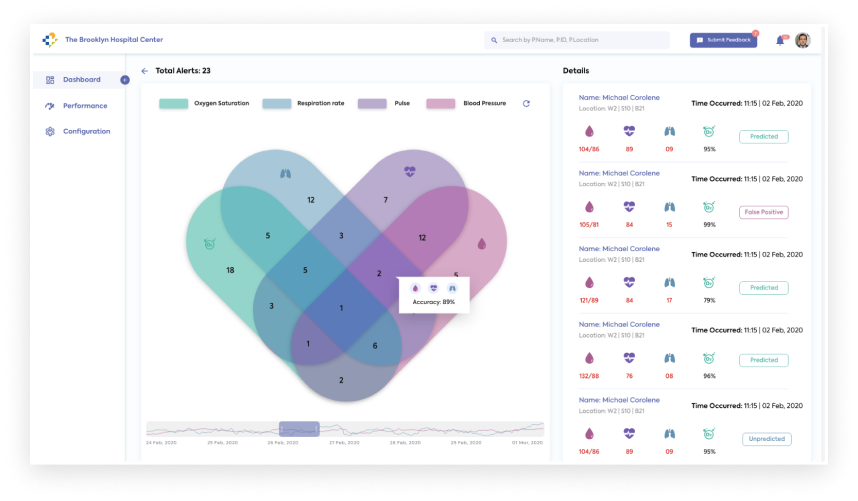 The Brooklyn Hospital Center
Search by P.Name, P.ID, P.Location
Submit Feedback
Dashboard
Performance
Configuration
Total Alerts: 23
Oxygen Saturation
Respiration rate
Pulse
Blood Pressure
12
7
5
3
12
18
5
2
5
3
1
1
6
2
Accuracy: 89%
24 Feb, 2020
25 Feb, 2020
26 Feb, 2020
27 Feb, 2020
28 Feb, 2020
29 Feb, 2020
01 Mar, 2020
Details
Name: Michael Corolene
Time Occurred: 11:15 | 02 Feb, 2020
Location: W2 | S10 | B21
104/86 89 09 95%
Predicted
Name: Michael Corolene
Time Occurred: 11:15 | 02 Feb, 2020
Location: W2 | S10 | B21
105/81 84 15 99%
False Positive
Name: Michael Corolene
Time Occurred: 11:15 | 02 Feb, 2020
Location: W2 | S10 | B21
121/89 84 17 79%
Predicted
Name: Michael Corolene
Time Occurred: 11:15 | 02 Feb, 2020
Location: W2 | S10 | B21
132/88 76 08 96%
Predicted
Name: Michael Corolene
Time Occurred: 11:15 | 02 Feb, 2020
Location: W2 | S10 | B21
104/86 89 09 95%
Unpredicted